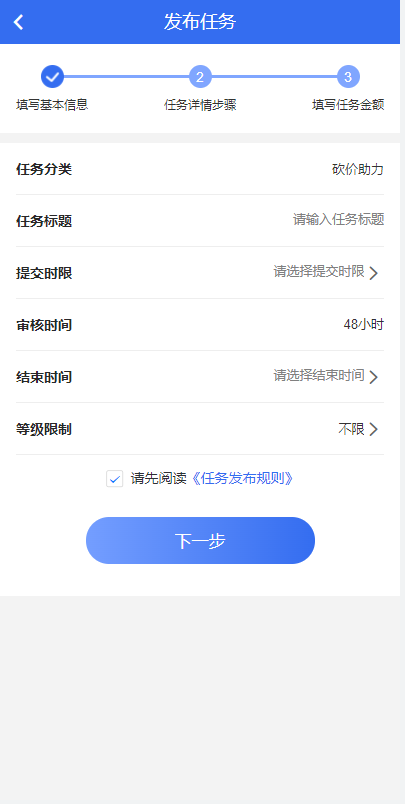 发布任务
2
3
填写基本信息
任务详情步骤
填写任务金额
任务分类 砍价助力
任务标题 请输入任务标题
提交时限 请选择提交时限
审核时间 48小时
结束时间 请选择结束时间
等级限制 不限
请先阅读《任务发布规则》
下一步